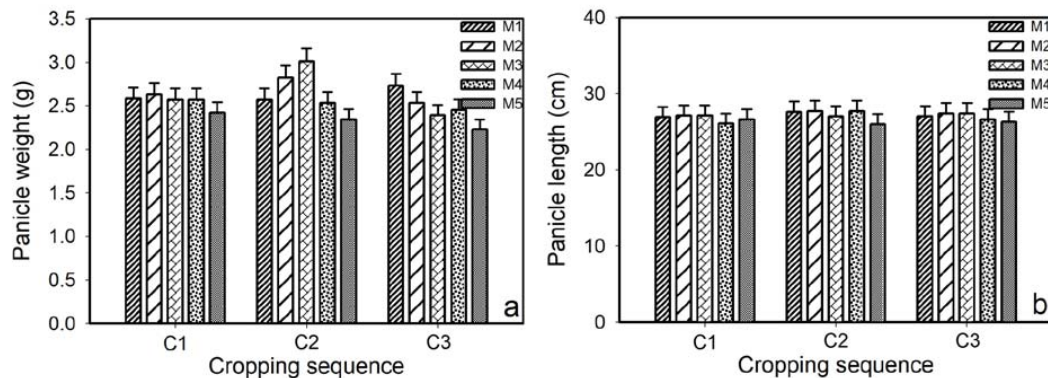 3.5
3.0
2.5
2.0
1.5
1.0
0.5
0.0
Panicle weight (g)
M1
M2
M3
M4
M5
a
C1 C2 C3
Cropping sequence
40
30
20
10
0
Panicle length (cm)
M1
M2
M3
M4
M5
b
C1 C2 C3
Cropping sequence